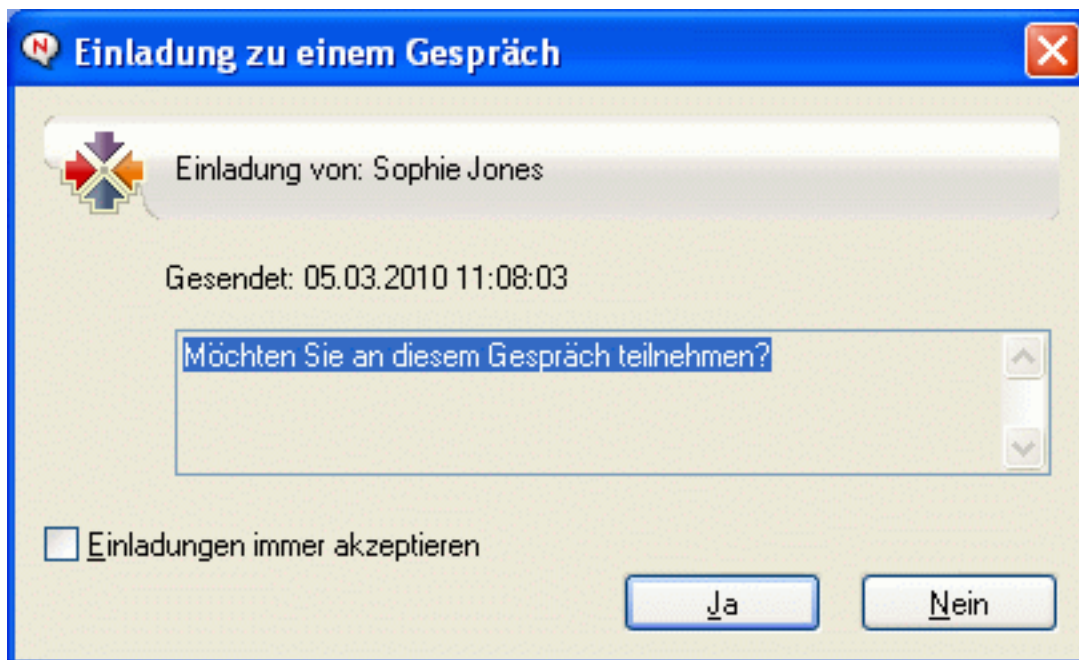 N Einladung zu einem Gespräch
Einladung von: Sophie Jones
Gesendet: 05.03.2010 11:08:03
Möchten Sie an diesem Gespräch teilnehmen?
Einladungen immer akzeptieren
Ja Nein